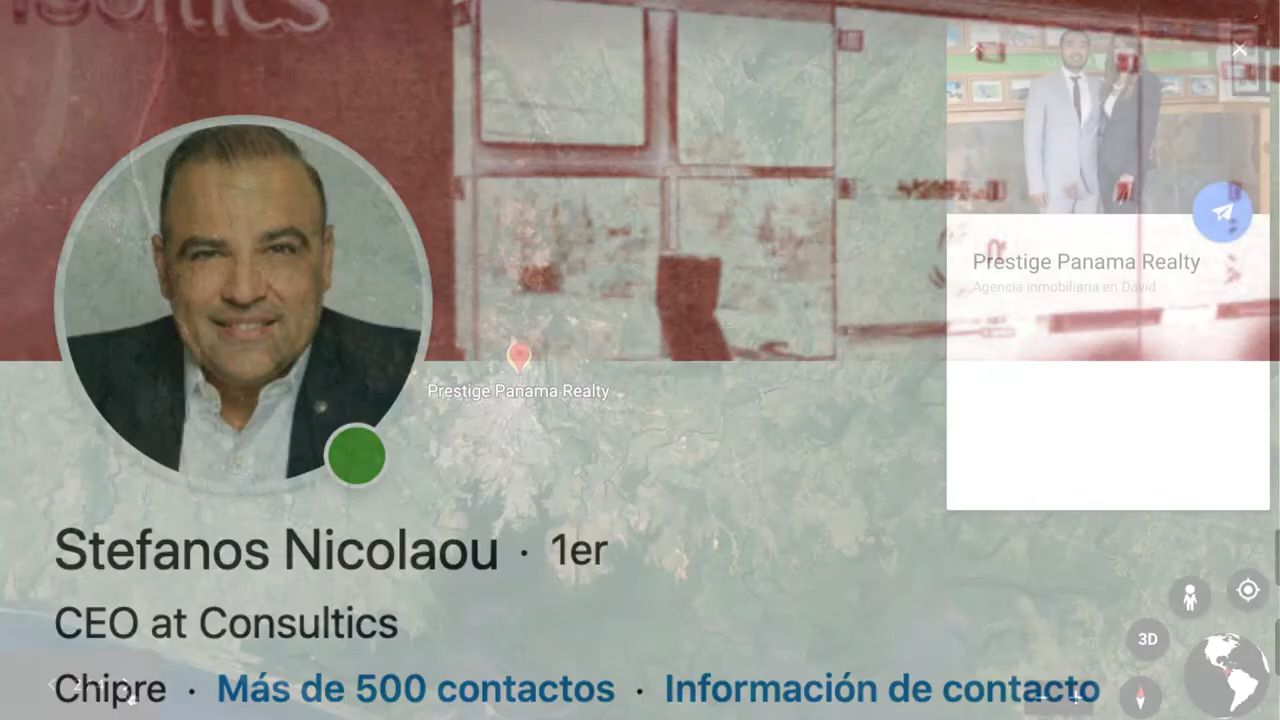 Prestige Panama Realty
Agencia inmobiliaria en David
Prestige Panama Realty
Stefanos Nicolaou · 1er
CEO at Consultics
3D
Chipre · Más de 500 contactos · Información de contacto